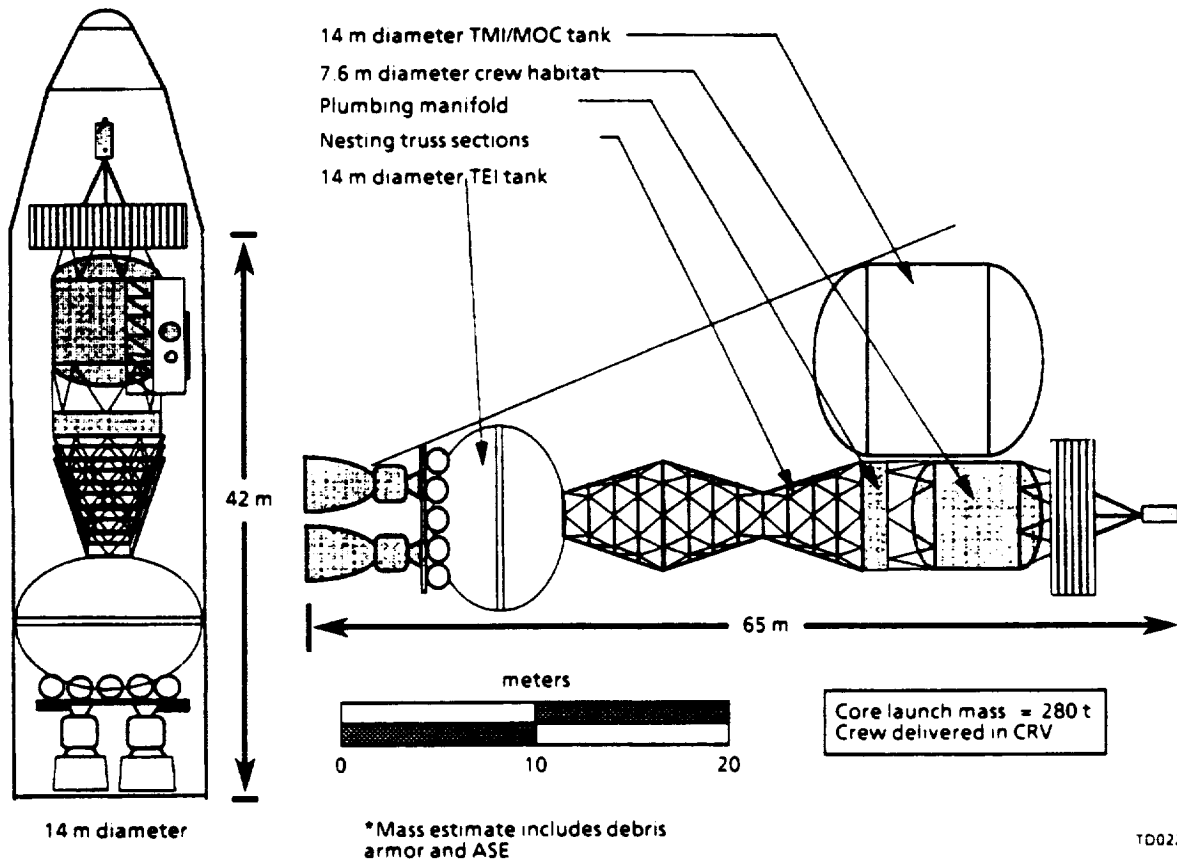 14 m diameter TMI/MOC tank
7.6 m diameter crew habitat
Plumbing manifold
Nesting truss sections
14 m diameter TEI tank
42 m
65 m
meters
0 10 20
Core launch mass = 280 t
Crew delivered in CRV
14 m diameter
*Mass estimate includes debris
armor and ASE